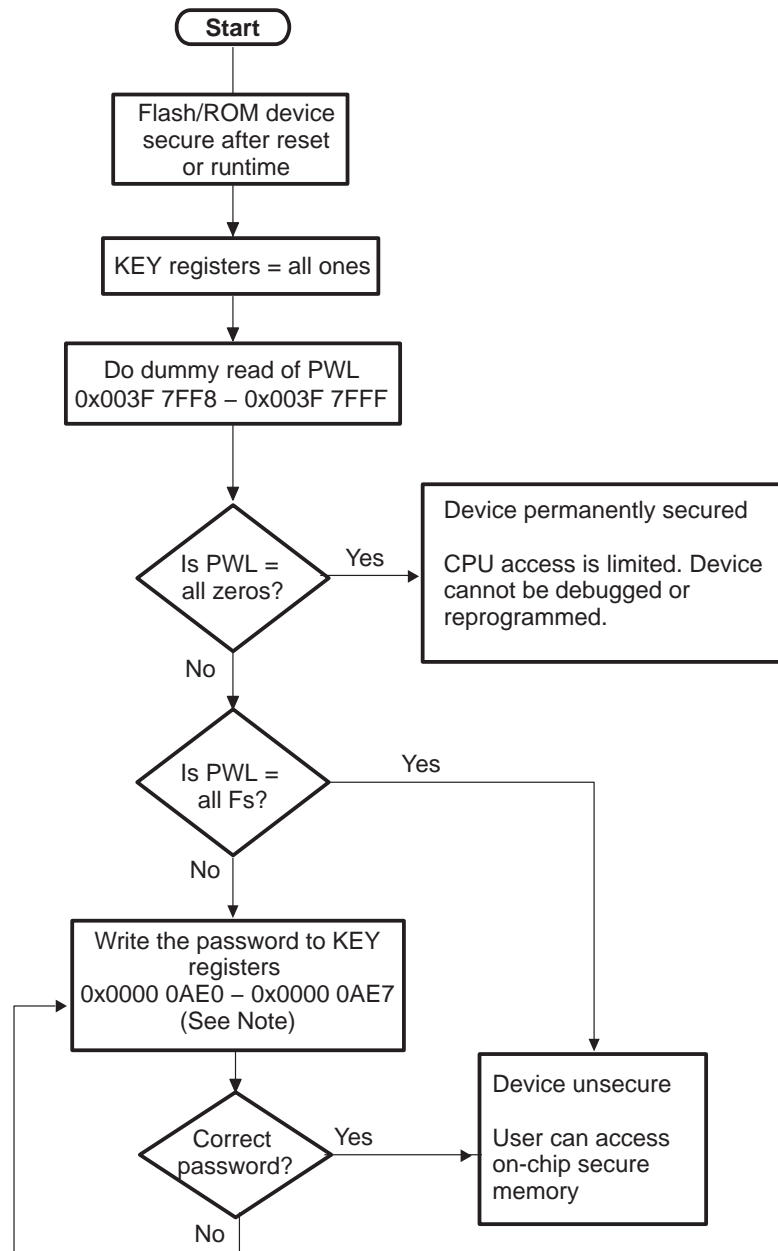 Start
Flash/ROM device
secure after reset
or runtime
KEY registers = all ones
Do dummy read of PWL
0x003F 7FF8 – 0x003F 7FFF
Is PWL =
all zeros?
Yes
Device permanently secured
CPU access is limited. Device
cannot be debugged or
reprogrammed.
No
Is PWL =
all Fs?
Yes
No
Write the password to KEY
registers
0x0000 0AE0 – 0x0000 0AE7
(See Note)
Correct
password?
Yes
Device unsecure
User can access
on-chip secure
memory
No